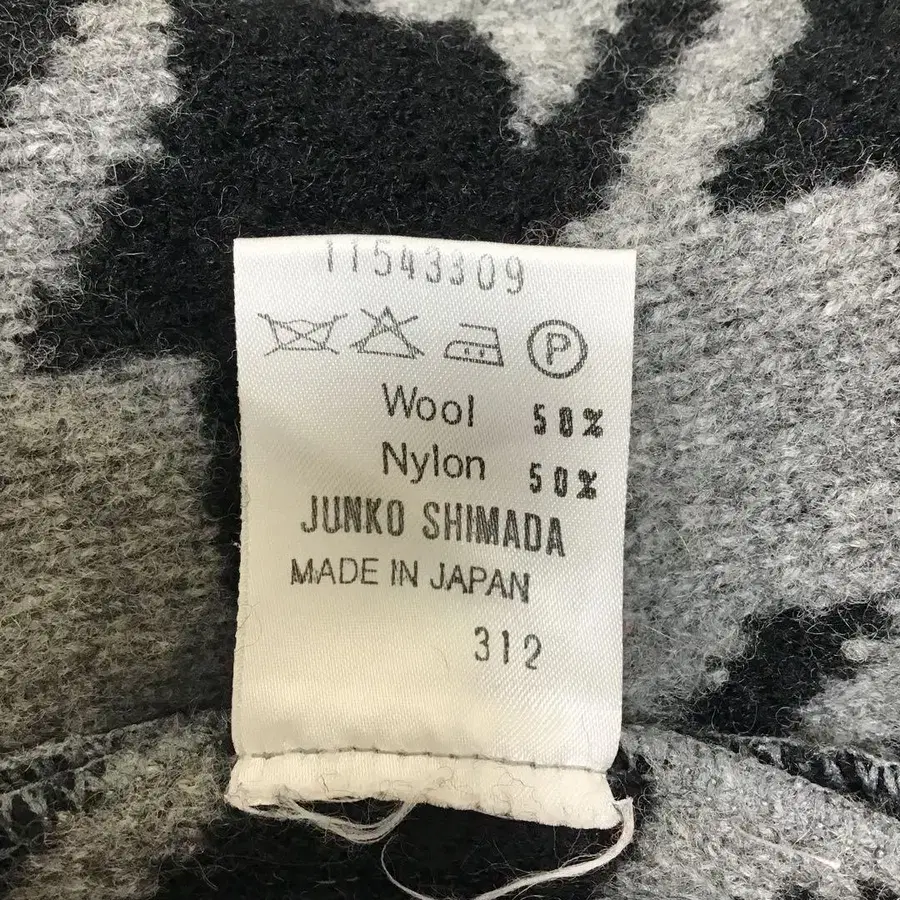 11543309
P
Wool 50%
Nylon 50%
JUNKO SHIMADA
MADE IN JAPAN
312